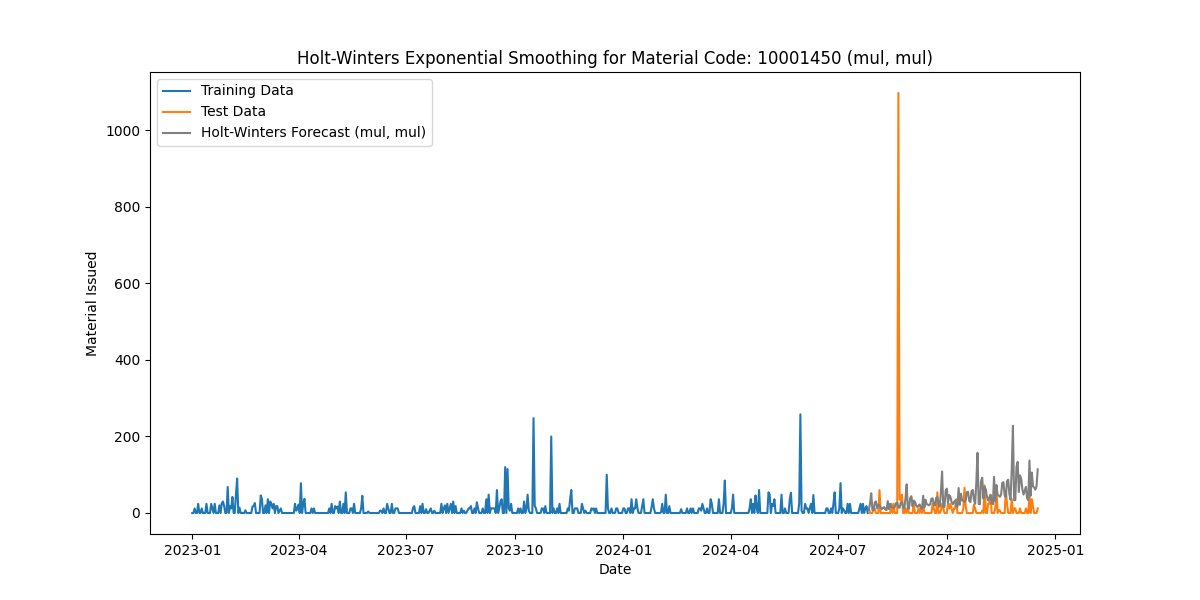 Holt-Winters Exponential Smoothing for Material Code: 10001450 (mul, mul)
Training Data
Test Data
Holt-Winters Forecast (mul, mul)
1000
800
600
400
200
0
Material Issued
2023-01 2023-04 2023-07 2023-10 2024-01 2024-04 2024-07 2024-10 2025-01
Date